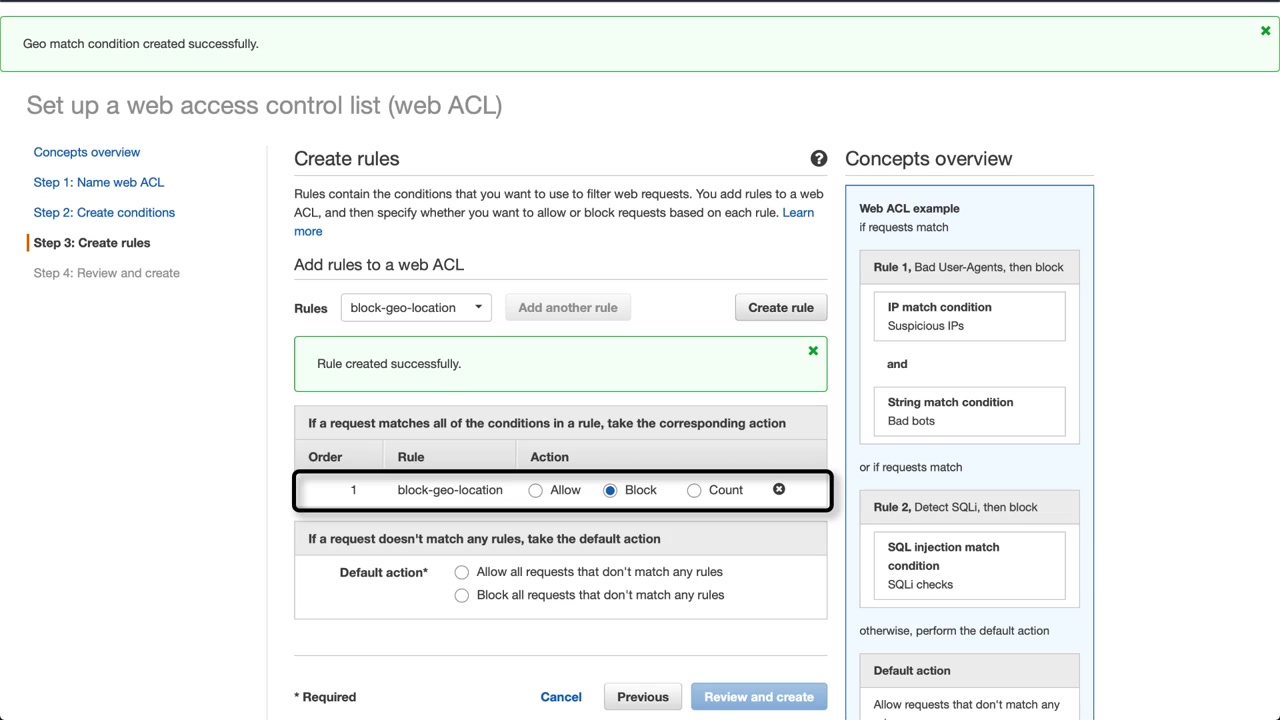 Geo match condition created successfully.
Set up a web access control list (web ACL)
Concepts overview
Step 1: Name web ACL
Step 2: Create conditions
Step 3: Create rules
Step 4: Review and create
Create rules
Rules contain the conditions that you want to use to filter web requests. You add rules to a web
ACL, and then specify whether you want to allow or block requests based on each rule. Learn
more
Add rules to a web ACL
Rules block-geo-location Add another rule Create rule
Rule created successfully.
If a request matches all of the conditions in a rule, take the corresponding action
Order Rule Action
1 block-geo-location Allow Block Count
If a request doesn't match any rules, take the default action
Default action* Allow all requests that don't match any rules
Block all requests that don't match any rules
* Required Cancel Previous Review and create
Concepts overview
Web ACL example
if requests match
Rule 1, Bad User-Agents, then block
IP match condition
Suspicious IPs
and
String match condition
Bad bots
or if requests match
Rule 2, Detect SQLi, then block
SQL injection match
condition
SQLi checks
otherwise, perform the default action
Default action
Allow requests that don't match any